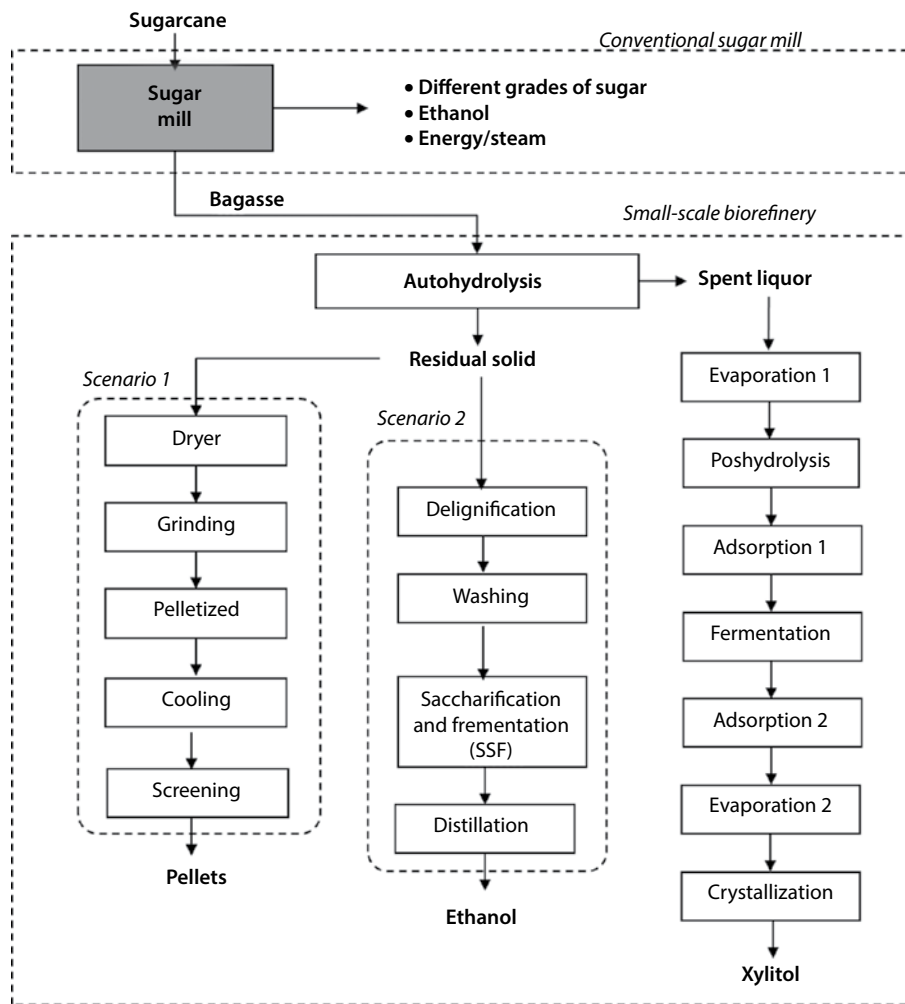 Sugarcane
Conventional sugar mill
Sugar
mill
• Different grades of sugar
• Ethanol
• Energy/steam
Bagasse
Small-scale biorefinery
Autohydrolysis
Spent liquor
Residual solid
Scenario 1
Dryer
Grinding
Pelletized
Cooling
Screening
Pellets
Scenario 2
Delignification
Washing
Saccharification
and frementation
(SSF)
Distillation
Ethanol
Evaporation 1
Poshydrolysis
Adsorption 1
Fermentation
Adsorption 2
Evaporation 2
Crystallization
Xylitol